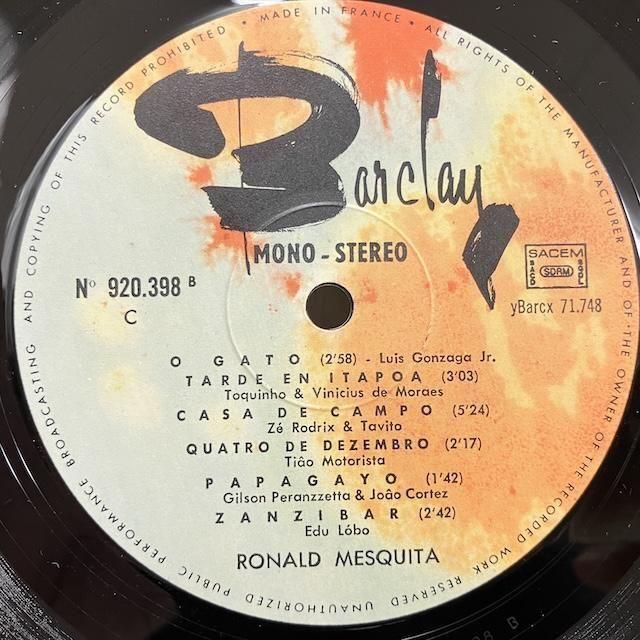 MADE IN FRANCE • ALL RIGHTS OF THE MANUFACTURER AND OF THE OWNER OF THE RECORDED WORK RESERVED UNAUTHORIZED PUBLIC PERFORMANCE BROADCASTING AND COPYING OF THIS RECORD PROHIBITED •
Barclay
MONO - STEREO
Nº 920.398 B
C
SACEM
SDRM
yBarcx 71.748
O GATO (2'58) - Luis Gonzaga Jr.
TARDE EN ITAPOA (3'03)
Toquinho & Vinicius de Moraes
CASA DE CAMPO (5'24)
Zé Rodrix & Tavito
QUATRO DE DEZEMBRO (2'17)
Tiâo Motorista
PAPAGAYO (1'42)
Gilson Peranzzetta & Joâo Cortez
ZANZIBAR (2'42)
Edu Lóbo
RONALD MESQUITA